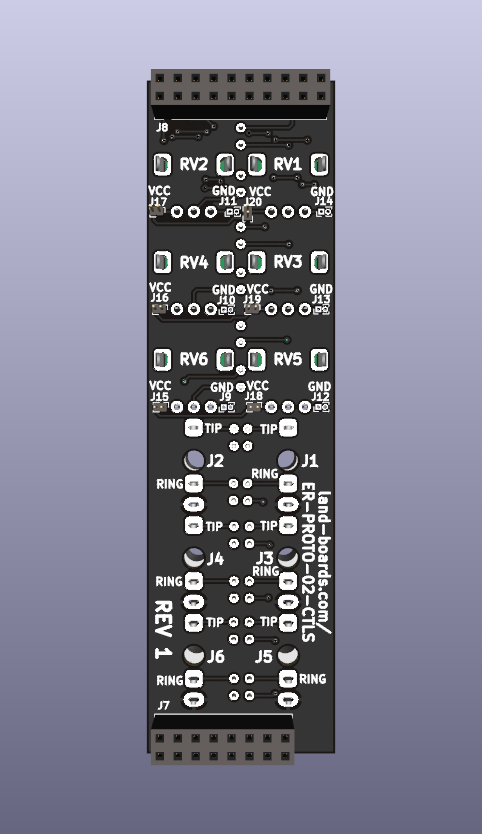 J8
RV2 RV1
VCC GND VCC GND
J17 J11 J20 J14
RV4 RV3
VCC GND VCC GND
J16 J10 J19 J13
RV6 RV5
VCC GND VCC GND
J15 J9 J18 J12
TIP TIP
J2 J1
RING RING
TIP TIP
J4 J3
RING RING
TIP TIP
J6 J5
RING RING
J7
REV 1
land-boards.com/
ER-PROTO-02-CTLS